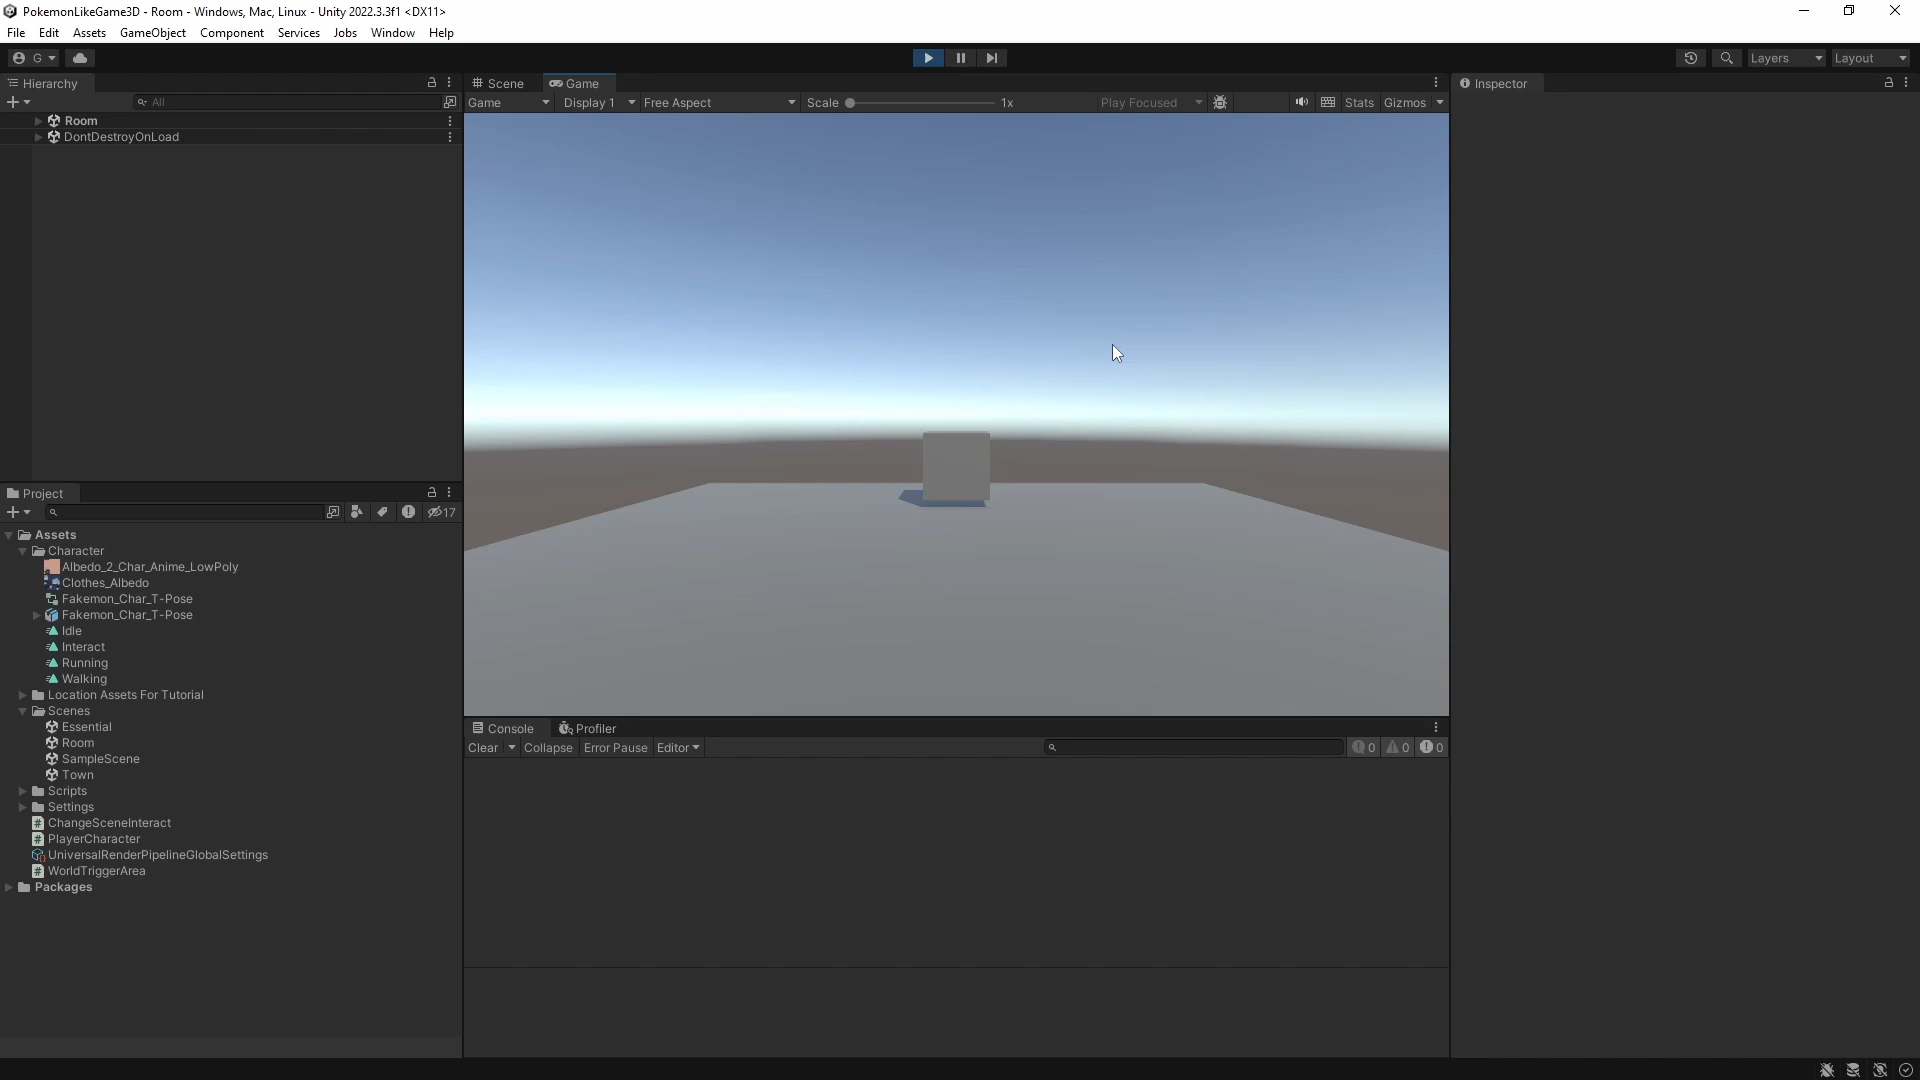 PokemonLikeGame3D - Room - Windows, Mac, Linux - Unity 2022.3.3f1 <DX11>
File Edit Assets GameObject Component Services Jobs Window Help
G Layers Layout
Hierarchy
All
Room
DontDestroyOnLoad
Scene Game
Game Display 1 Free Aspect Scale 1x Play Focused Stats Gizmos
Inspector
Project
17
Assets
Character
Albedo_2_Char_Anime_LowPoly
Clothes_Albedo
Fakemon_Char_T-Pose
Fakemon_Char_T-Pose
Idle
Interact
Running
Walking
Location Assets For Tutorial
Scenes
Essential
Room
SampleScene
Town
Scripts
Settings
ChangeSceneInteract
PlayerCharacter
UniversalRenderPipelineGlobalSettings
WorldTriggerArea
Packages
Console Profiler
Clear Collapse Error Pause Editor 0 0 0